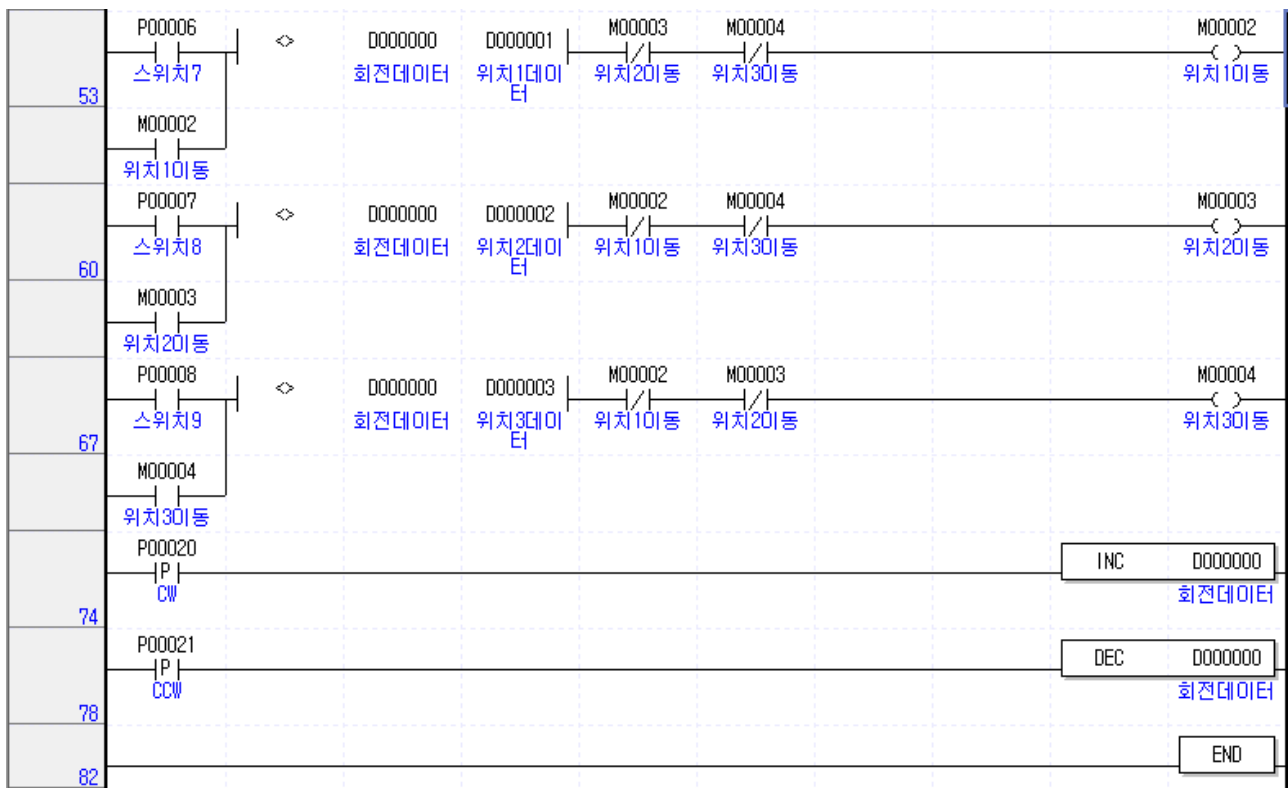 P00006 <> D000000 D000001 M00003 M00004 M00002
스위치7 회전데이터 위치1데이터 위치2이동 위치3이동 위치1이동
53
M00002
위치1이동
P00007 <> D000000 D000002 M00002 M00004 M00003
스위치8 회전데이터 위치2데이터 위치1이동 위치3이동 위치2이동
60
M00003
위치2이동
P00008 <> D000000 D000003 M00002 M00003 M00004
스위치9 회전데이터 위치3데이터 위치1이동 위치2이동 위치3이동
67
M00004
위치3이동
P00020
P INC D000000
CW 회전데이터
74
P00021
P DEC D000000
CCW 회전데이터
78
END
82